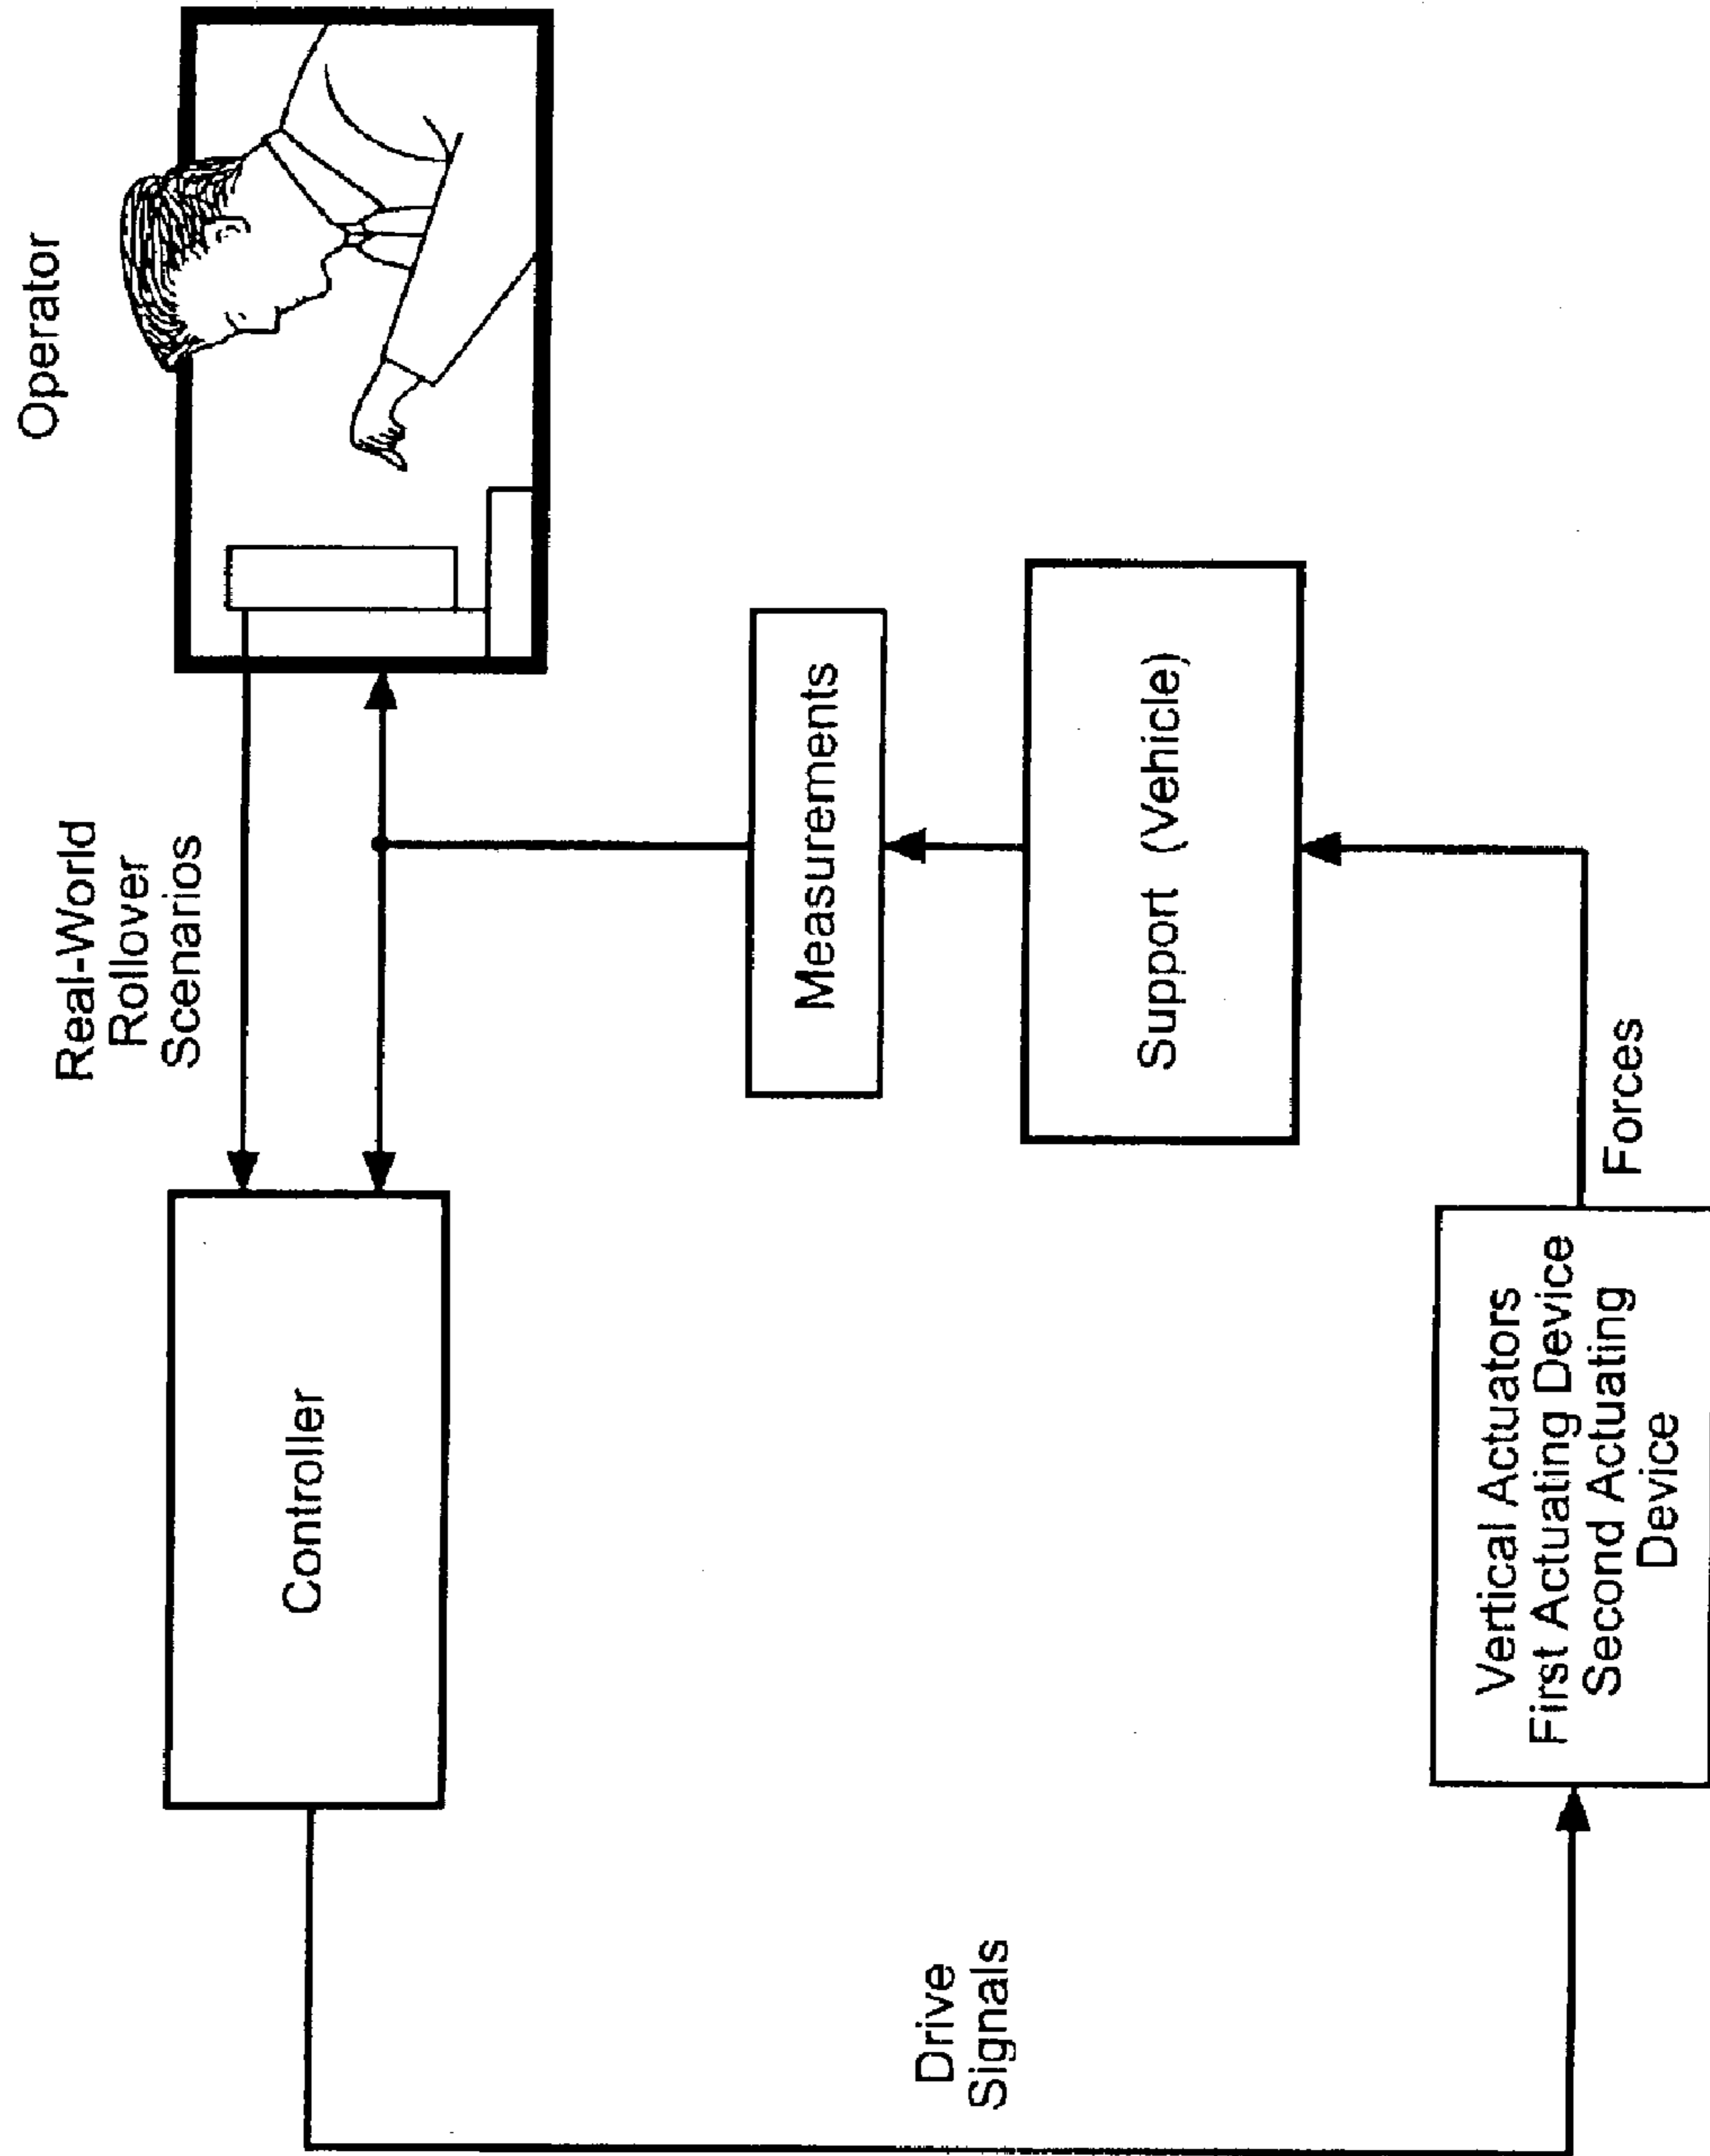 Operator
Real-World
Rollover
Scenarios
Controller
Measurements
Support (Vehicle)
Drive
Signals
Vertical Actuators
First Actuating Device
Second Actuating
Device
Forces